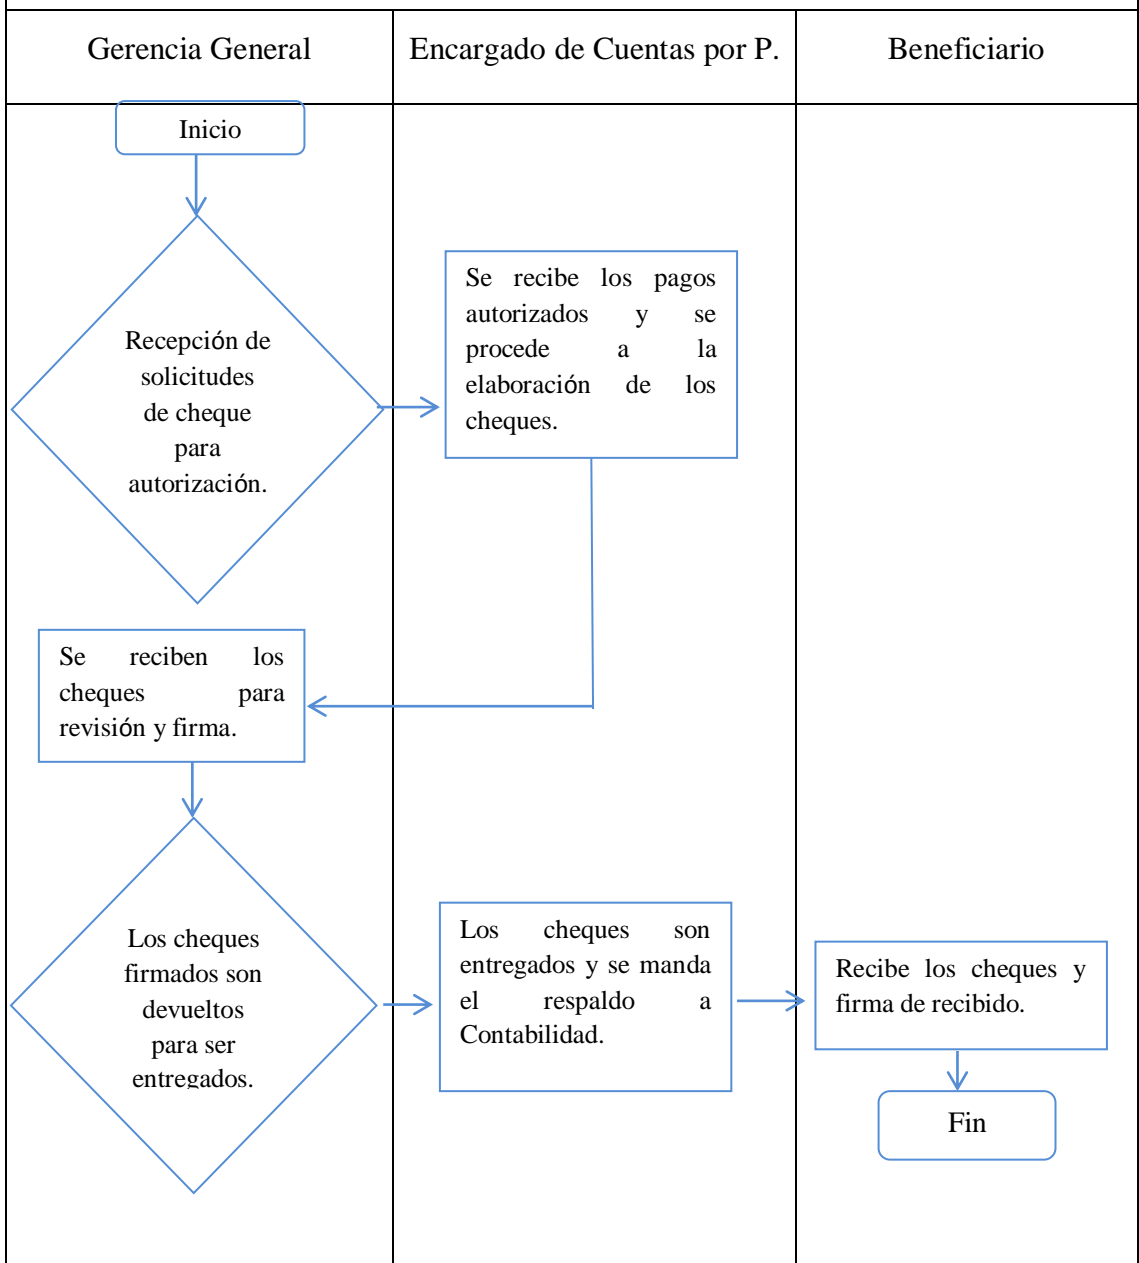 Gerencia General
Encargado de Cuentas por P.
Beneficiario
Inicio
Recepción de
solicitudes
de cheque
para
autorización.
Se recibe los pagos
autorizados y se
procede a la
elaboración de los
cheques.
Se reciben los
cheques para
revisión y firma.
Los cheques
firmados son
devueltos
para ser
entregados.
Los cheques son
entregados y se manda
el respaldo a
Contabilidad.
Recibe los cheques y
firma de recibido.
Fin